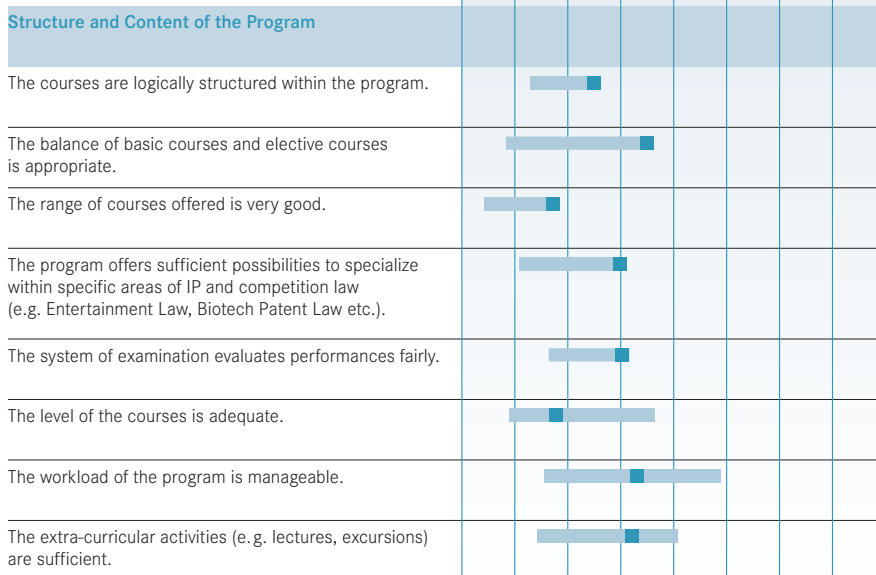 Structure and Content of the Program
The courses are logically structured within the program.
The balance of basic courses and elective courses
is appropriate.
The range of courses offered is very good.
The program offers sufficient possibilities to specialize
within specific areas of IP and competition law
(e.g. Entertainment Law, Biotech Patent Law etc.).
The system of examination evaluates performances fairly.
The level of the courses is adequate.
The workload of the program is manageable.
The extra-curricular activities (e.g. lectures, excursions)
are sufficient.